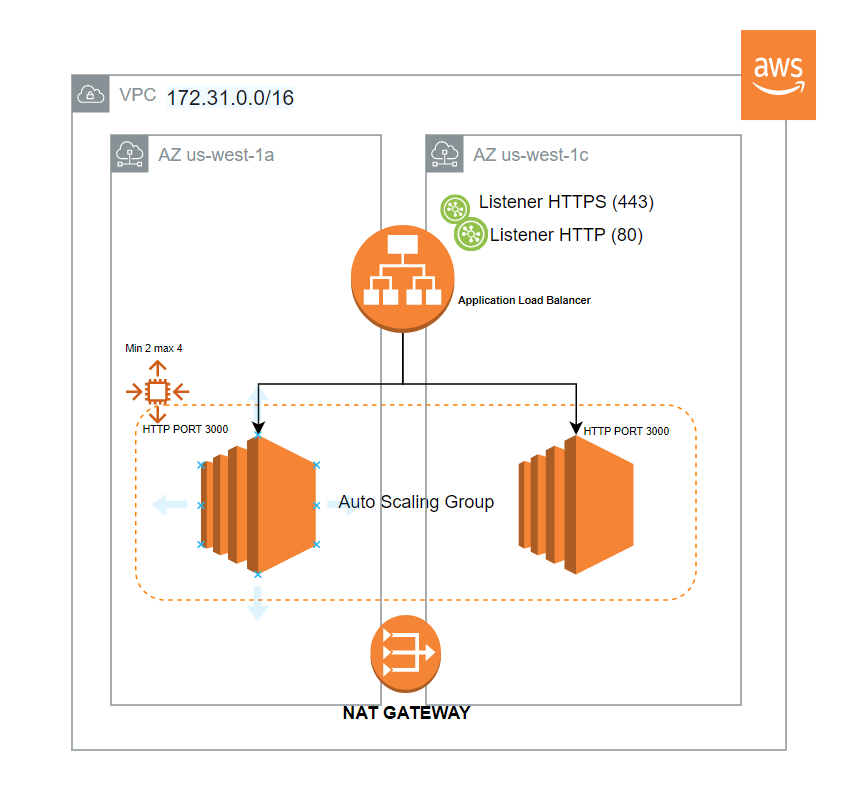 aws
VPC 172.31.0.0/16
AZ us-west-1a
AZ us-west-1c
Listener HTTPS (443)
Listener HTTP (80)
Application Load Balancer
Min 2 max 4
HTTP PORT 3000
HTTP PORT 3000
Auto Scaling Group
NAT GATEWAY